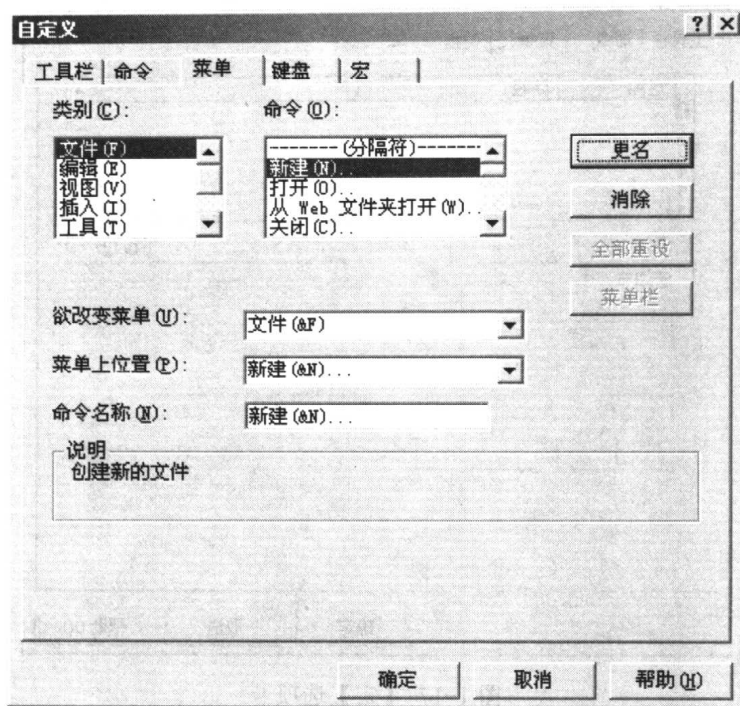 自定义
工具栏 命令 菜单 键盘 宏
类别(C): 命令(O):
文件(F)
编辑(E)
视图(V)
插入(I)
工具(T)
-------(分隔符)-------
新建(N)..
打开(O)..
从 Web 文件夹打开(W)..
关闭(C)..
更名
消除
全部重设
菜单栏
欲改变菜单(U): 文件(&F)
菜单上位置(P): 新建(&N)...
命令名称(N): 新建(&N)...
说明
创建新的文件
确定 取消 帮助(H)